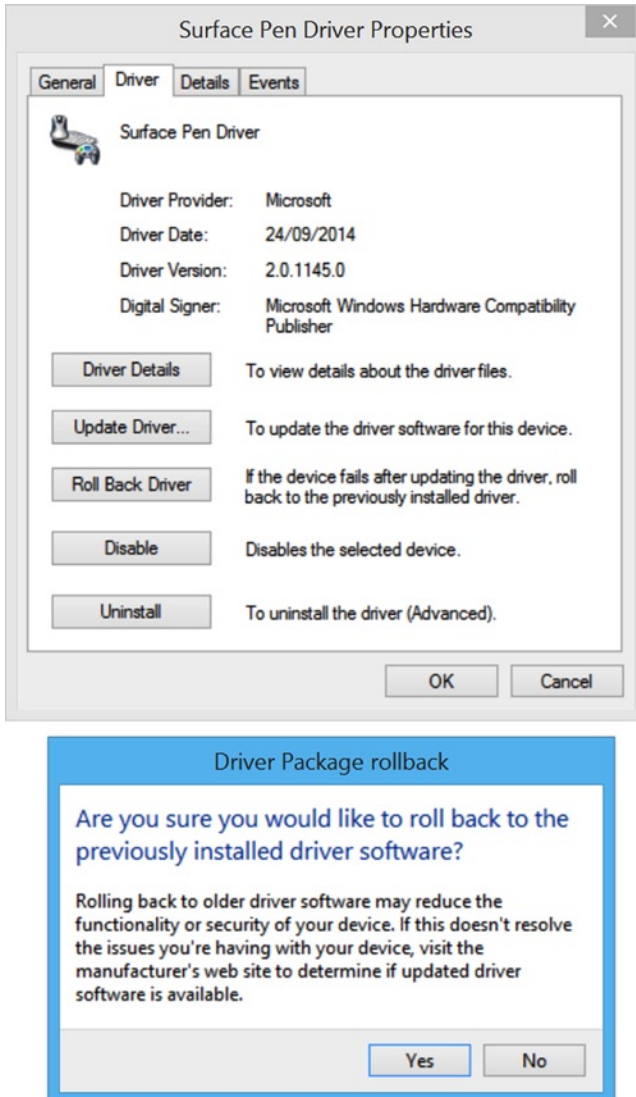 Surface Pen Driver Properties
General Driver Details Events
Surface Pen Driver
Driver Provider: Microsoft
Driver Date: 24/09/2014
Driver Version: 2.0.1145.0
Digital Signer: Microsoft Windows Hardware Compatibility
Publisher
Driver Details To view details about the driver files.
Update Driver... To update the driver software for this device.
Roll Back Driver If the device fails after updating the driver, roll
back to the previously installed driver.
Disable Disables the selected device.
Uninstall To uninstall the driver (Advanced).
OK Cancel
Driver Package rollback
Are you sure you would like to roll back to the
previously installed driver software?
Rolling back to older driver software may reduce the
functionality or security of your device. If this doesn't resolve
the issues you're having with your device, visit the
manufacturer's web site to determine if updated driver
software is available.
Yes No